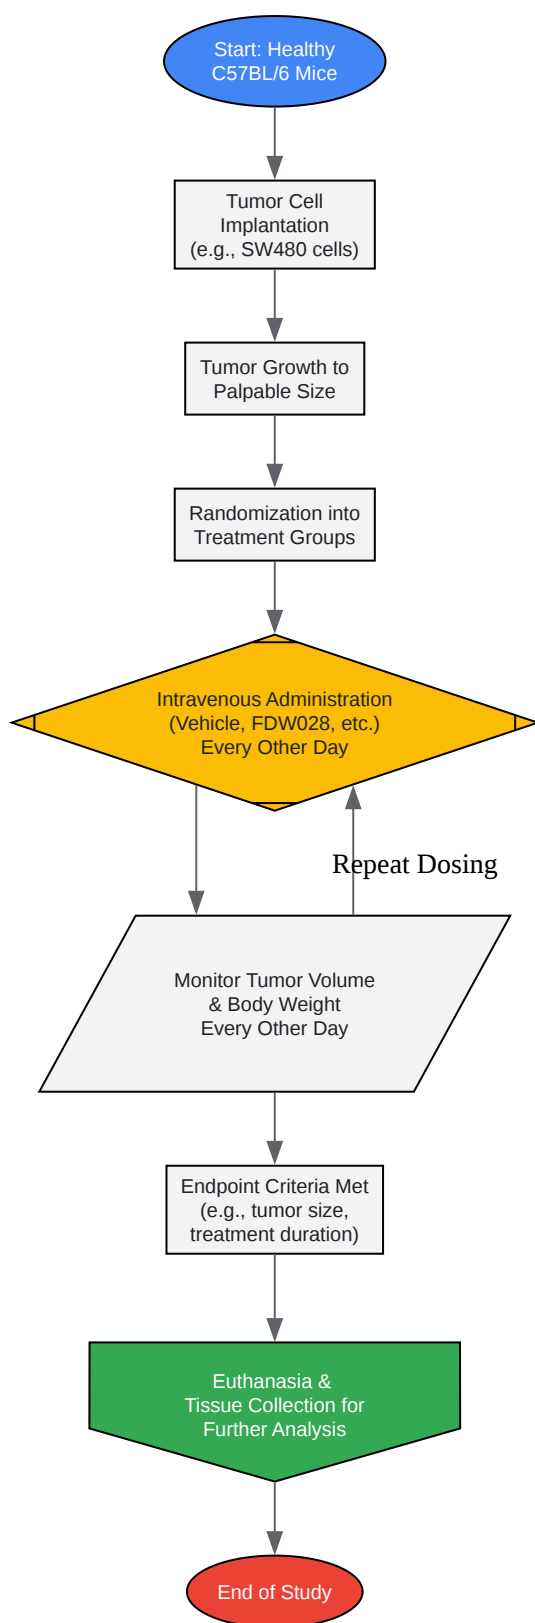 Start: Healthy
C57BL/6 Mice
Tumor Cell
Implantation
(e.g., SW480 cells)
Tumor Growth to
Palpable Size
Randomization into
Treatment Groups
Intravenous Administration
(Vehicle, FDW028, etc.)
Every Other Day
Repeat Dosing
Monitor Tumor Volume
& Body Weight
Every Other Day
Endpoint Criteria Met
(e.g., tumor size,
treatment duration)
Euthanasia &
Tissue Collection for
Further Analysis
End of Study